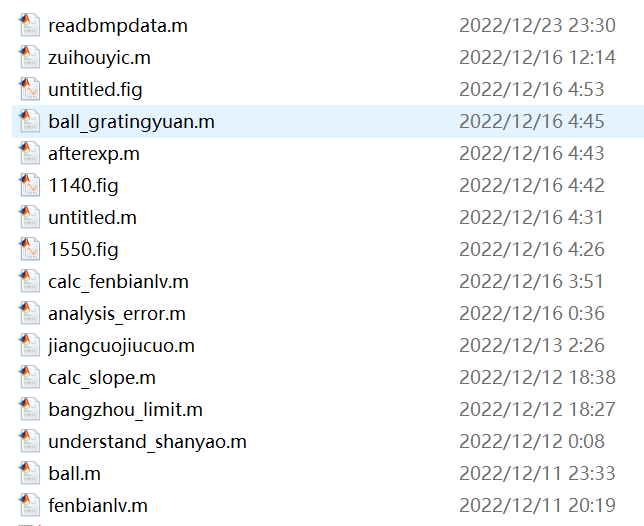 readbmpdata.m 2022/12/23 23:30
zuihouyic.m 2022/12/16 12:14
untitled.fig 2022/12/16 4:53
ball_gratingyuan.m 2022/12/16 4:45
afterexp.m 2022/12/16 4:43
1140.fig 2022/12/16 4:42
untitled.m 2022/12/16 4:31
1550.fig 2022/12/16 4:26
calc_fenbianlv.m 2022/12/16 3:51
analysis_error.m 2022/12/16 0:36
jiangcuojiucuo.m 2022/12/13 2:26
calc_slope.m 2022/12/12 18:38
bangzhou_limit.m 2022/12/12 18:27
understand_shanyao.m 2022/12/12 0:08
ball.m 2022/12/11 23:33
fenbianlv.m 2022/12/11 20:19